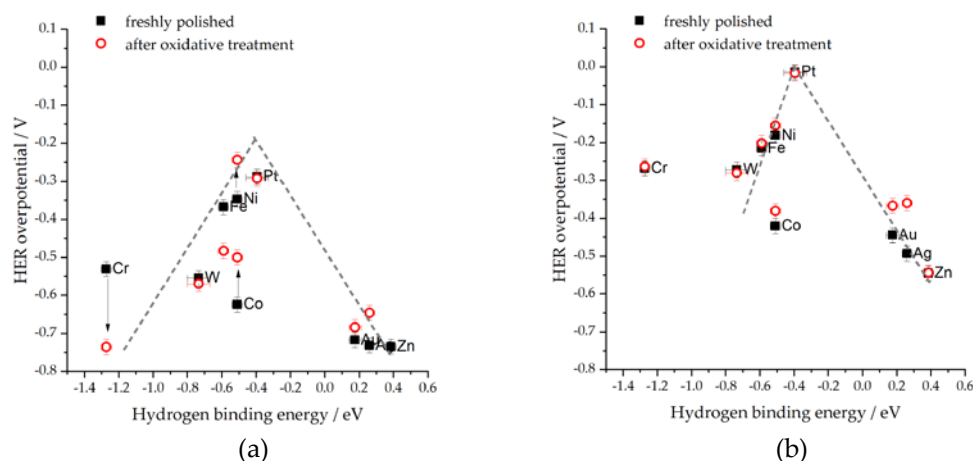 freshly polished
after oxidative treatment
HER overpotential / V
0.1
0.0
-0.1
-0.2
-0.3
-0.4
-0.5
-0.6
-0.7
-0.8
Pt
Ni
Fe
Cr
W
Co
Zn
-1.4 -1.2 -1.0 -0.8 -0.6 -0.4 -0.2 0.0 0.2 0.4 0.6
Hydrogen binding energy / eV
(a)
freshly polished
after oxidative treatment
HER overpotential / V
0.1
0.0
-0.1
-0.2
-0.3
-0.4
-0.5
-0.6
-0.7
-0.8
Pt
Ni
Fe
Cr
W
Co
Au
Ag
Zn
-1.4 -1.2 -1.0 -0.8 -0.6 -0.4 -0.2 0.0 0.2 0.4 0.6
Hydrogen binding energy / eV
(b)